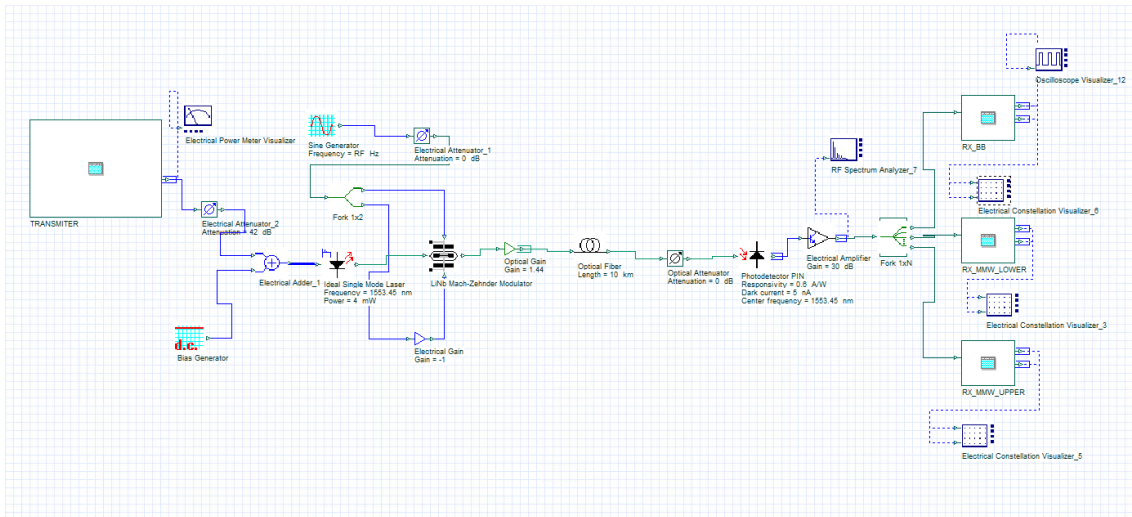 Oscilloscope Visualizer_12
Electrical Power Meter Visualizer
Sine Generator
Frequency = RF Hz
Electrical Attenuator_1
Attenuation = 0 dB
RX_BB
RF Spectrum Analyzer_7
TRANSMITER
Electrical Attenuator_2
Attenuation = 42 dB
Fork 1x2
Electrical Constellation Visualizer_6
Electrical Adder_1
Ideal Single Mode Laser
Frequency = 1553.45 nm
Power = 4 mW
LiNb Mach-Zehnder Modulator
Optical Gain
Gain = 1.44
Optical Fiber
Length = 10 km
Optical Attenuator
Attenuation = 0 dB
Photodetector PIN
Responsivity = 0.6 A/W
Dark current = 5 nA
Center frequency = 1553.45 nm
Electrical Amplifier
Gain = 30 dB
Fork 1xN
RX_MMW_LOWER
d.c.
Bias Generator
Electrical Gain
Gain = -1
Electrical Constellation Visualizer_3
RX_MMW_UPPER
Electrical Constellation Visualizer_5